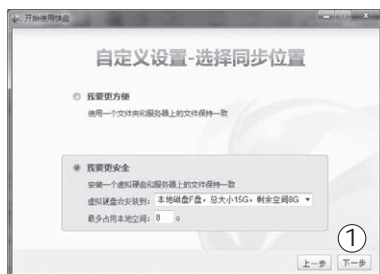 开始使用快盘
自定义设置-选择同步位置
我要更方便
使用一个文件夹和服务器上的文件保持一致
我要更安全
安装一个虚拟硬盘和服务器上的文件保持一致
虚拟硬盘会安装到： 本地磁盘F盘，总大小15G，剩余空间8G
最多占用本地空间： 8 G
①
上一步 下一步